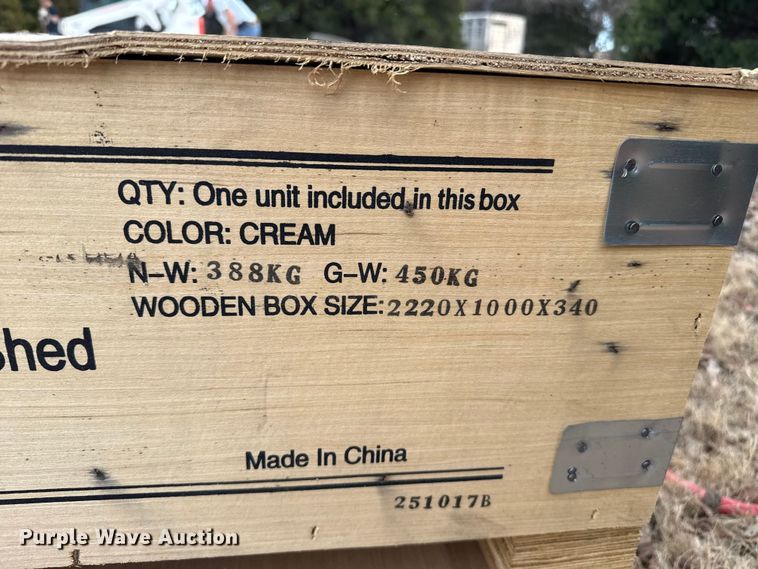 QTY: One unit included in this box
COLOR: CREAM
N-W: 388KG G-W: 450KG
WOODEN BOX SIZE: 2220X1000X340
hed
Made In China
251017B
Purple Wave Auction